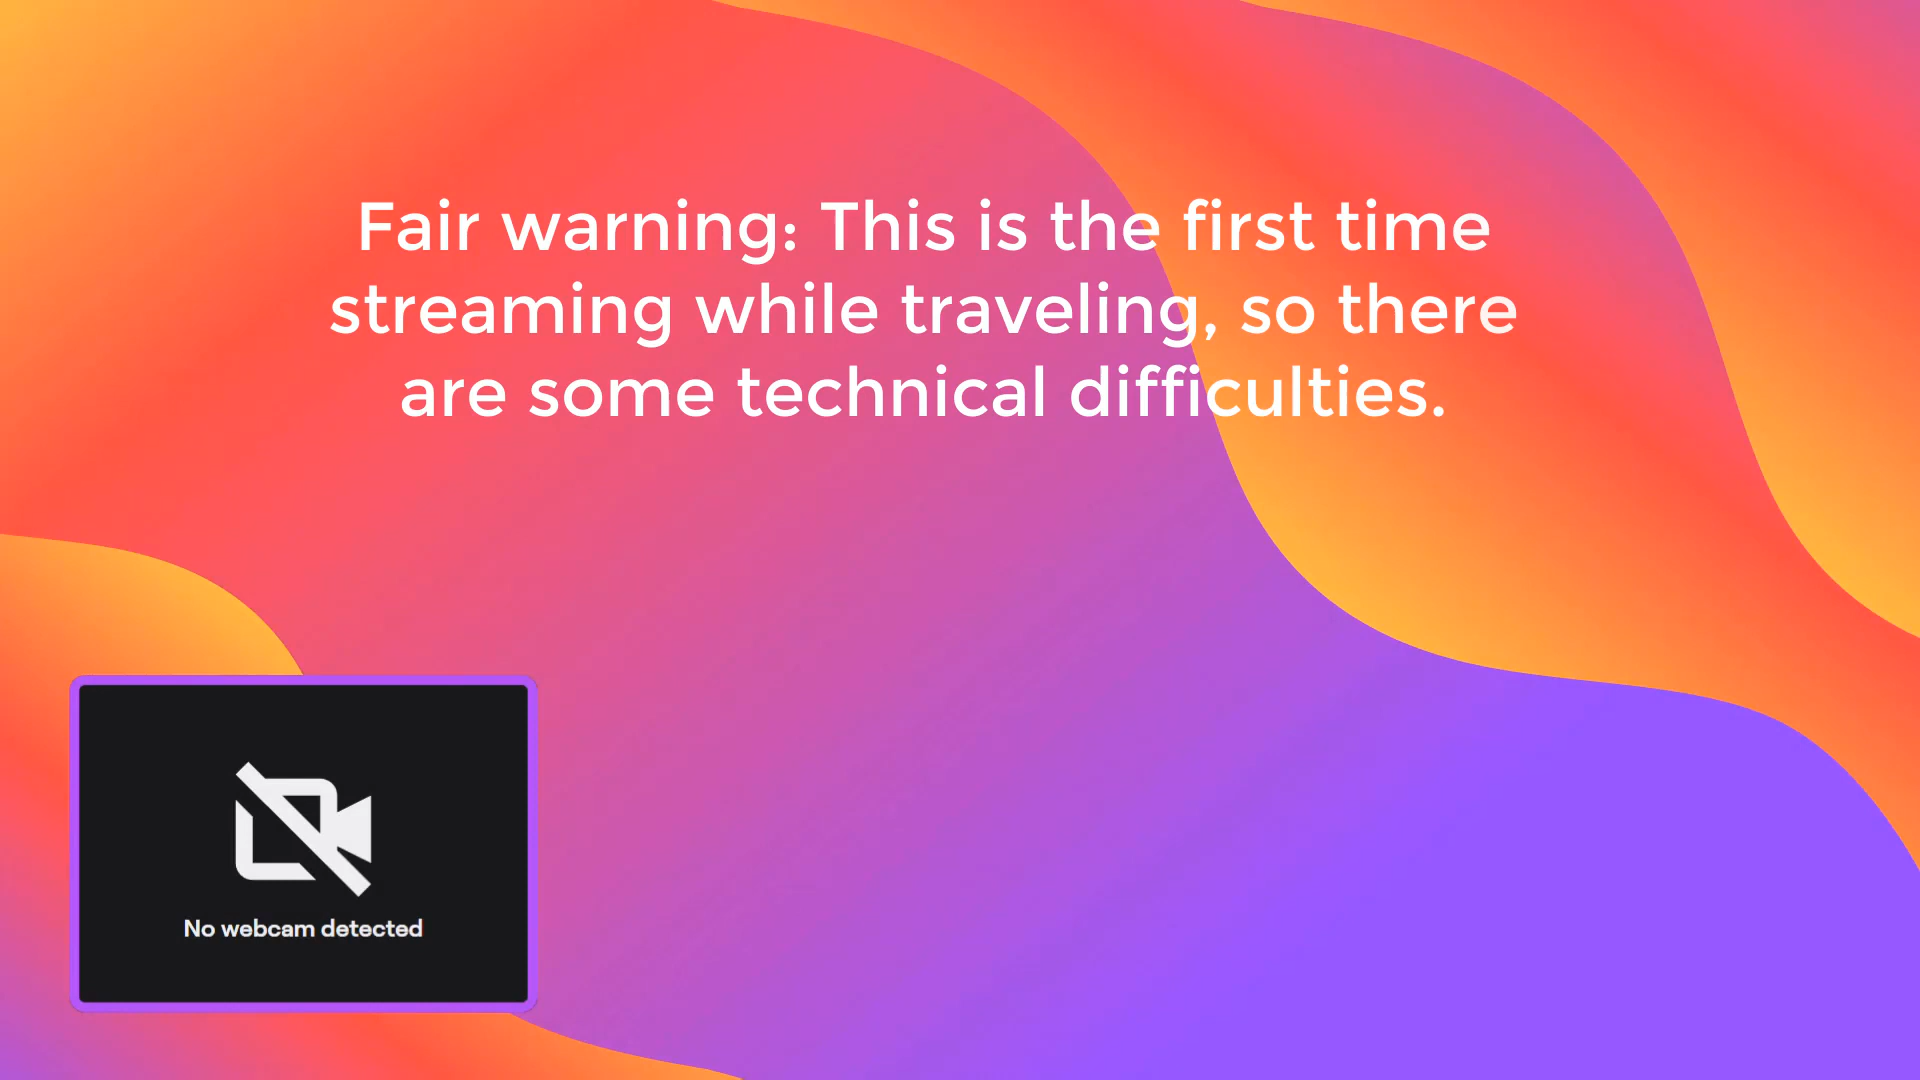 Fair warning: This is the first time
streaming while traveling, so there
are some technical difficulties.
No webcam detected